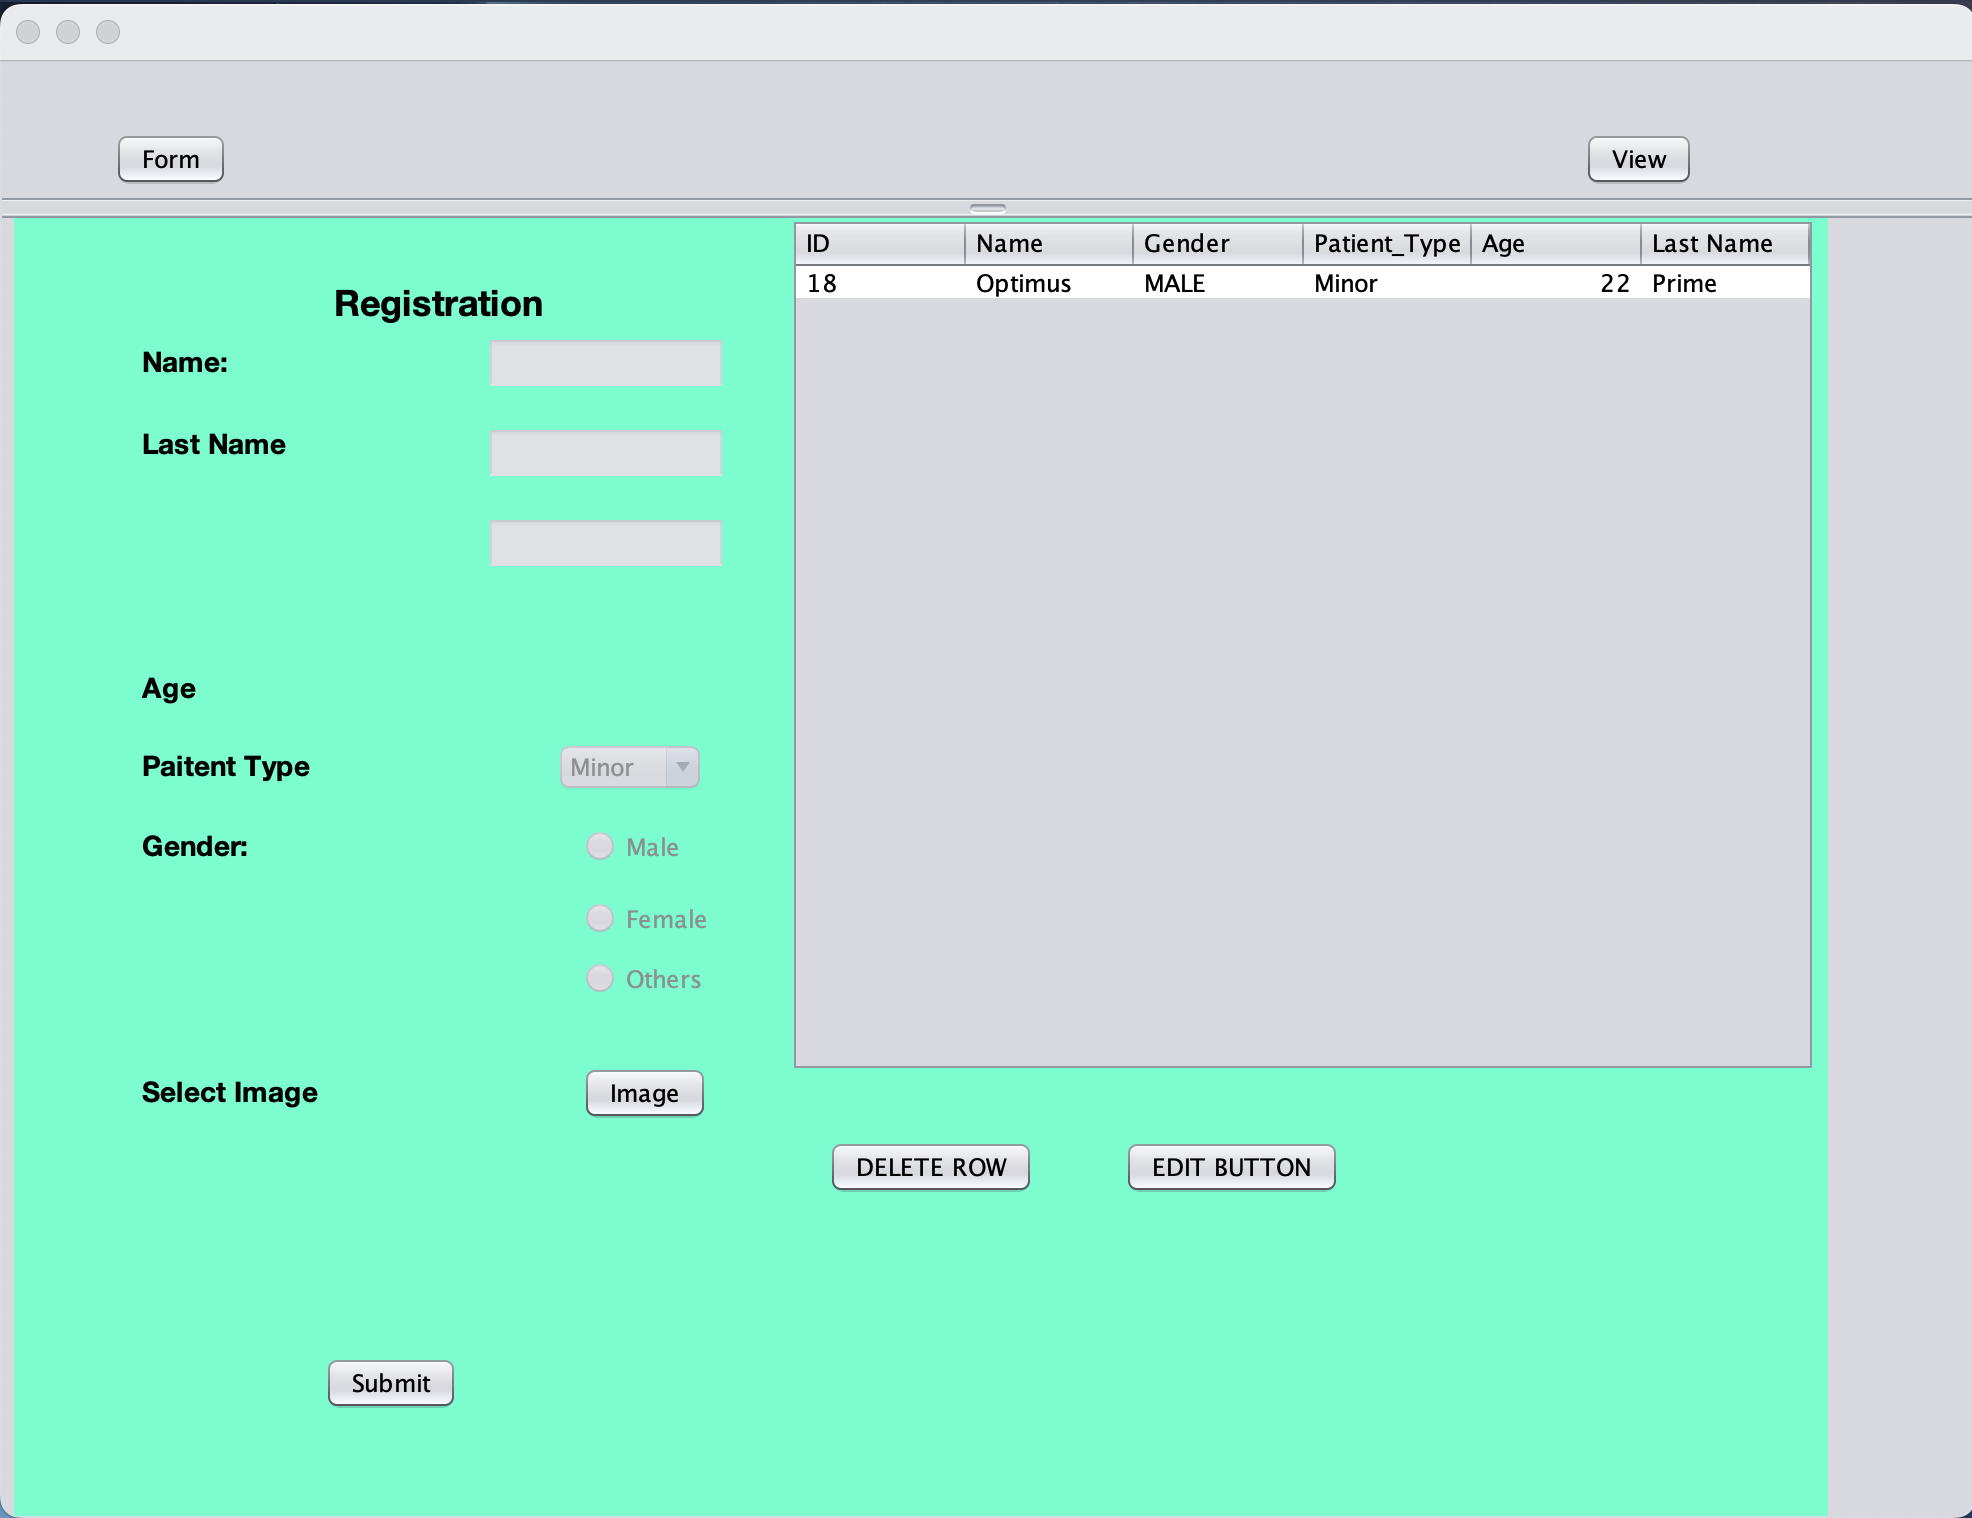 Form
View
Registration
Name:
Last Name
Age
Paitent Type
Minor
Gender:
Male
Female
Others
Select Image
Image
Submit
ID Name Gender Patient_Type Age Last Name
18 Optimus MALE Minor 22 Prime
DELETE ROW
EDIT BUTTON